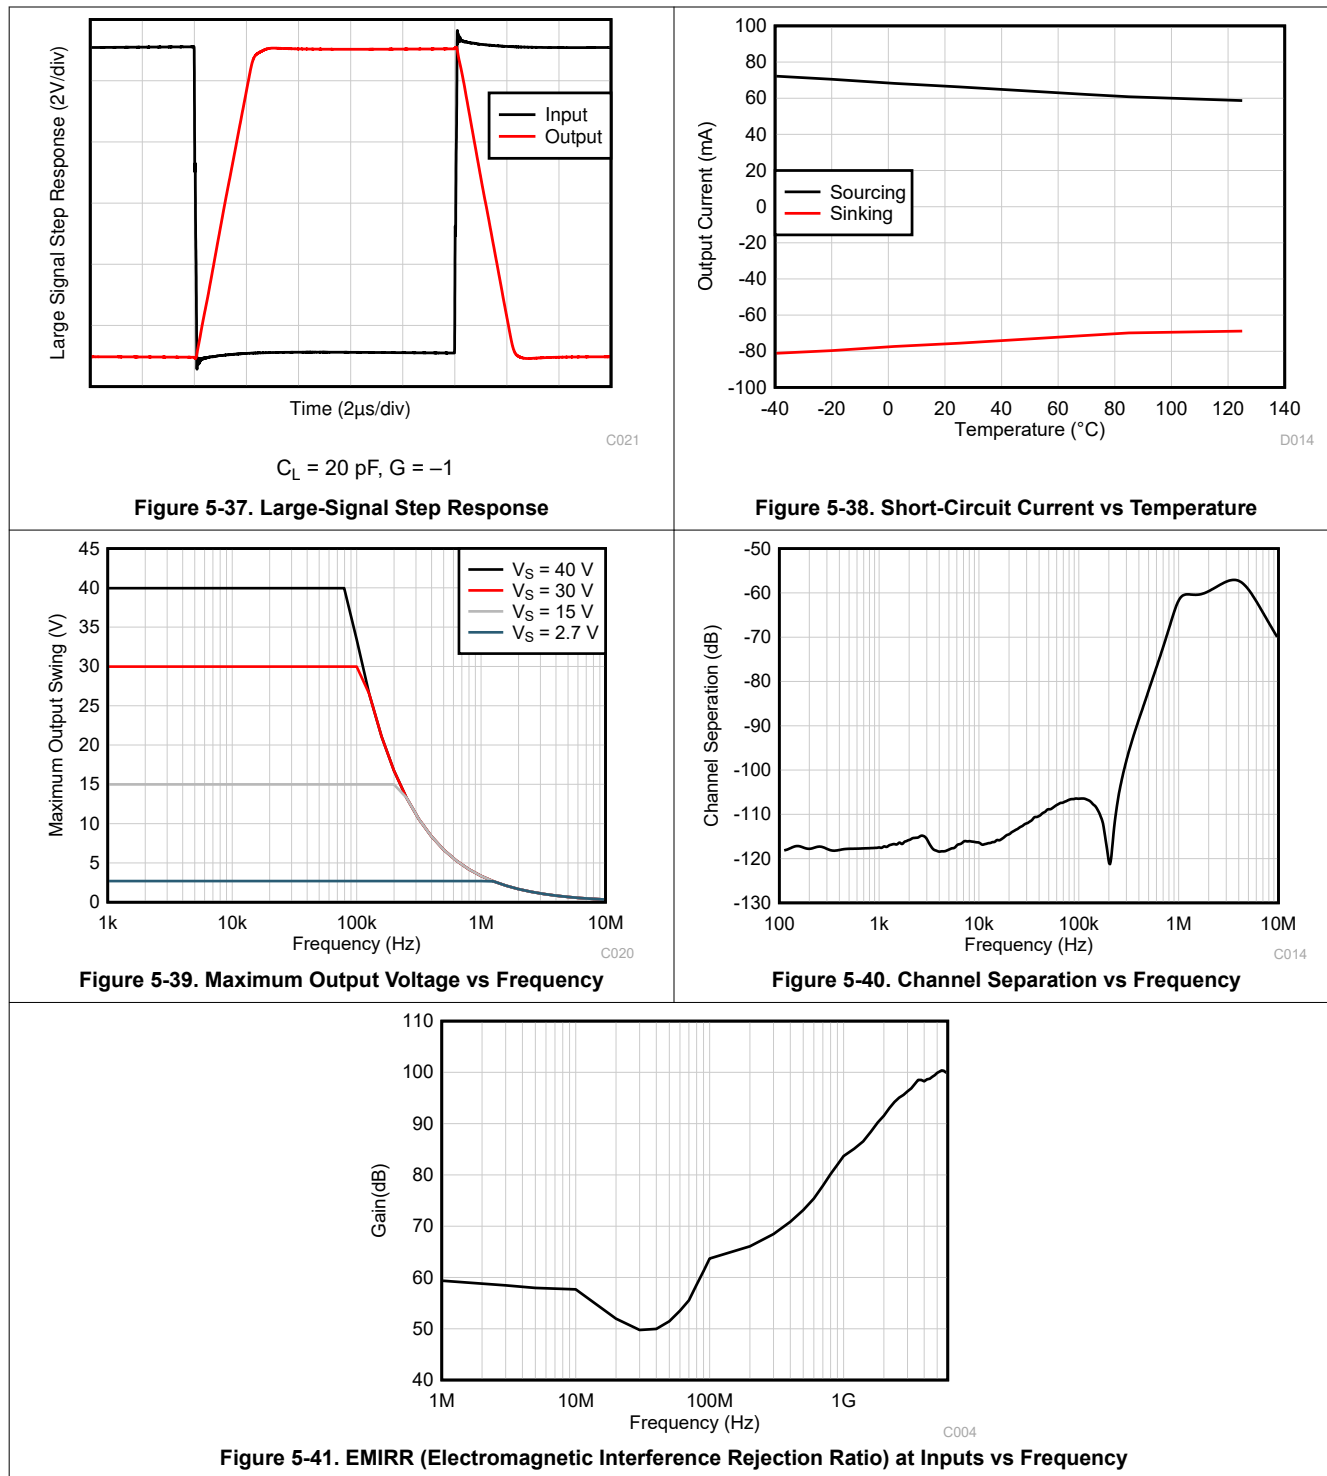 Large Signal Step Response (2V/div)
Input
Output
Time (2µs/div)
C021
C_L = 20 pF, G = –1
Figure 5-37. Large-Signal Step Response
Output Current (mA)
100
80
60
40
20
0
-20
-40
-60
-80
-100
Sourcing
Sinking
-40 -20 0 20 40 60 80 100 120 140
Temperature (°C)
D014
Figure 5-38. Short-Circuit Current vs Temperature
Maximum Output Swing (V)
45
40
35
30
25
20
15
10
5
0
V_S = 40 V
V_S = 30 V
V_S = 15 V
V_S = 2.7 V
1k 10k 100k 1M 10M
Frequency (Hz)
C020
Figure 5-39. Maximum Output Voltage vs Frequency
Channel Seperation (dB)
-50
-60
-70
-80
-90
-100
-110
-120
-130
100 1k 10k 100k 1M 10M
Frequency (Hz)
C014
Figure 5-40. Channel Separation vs Frequency
Gain(dB)
110
100
90
80
70
60
50
40
1M 10M 100M 1G
Frequency (Hz)
C004
Figure 5-41. EMIRR (Electromagnetic Interference Rejection Ratio) at Inputs vs Frequency